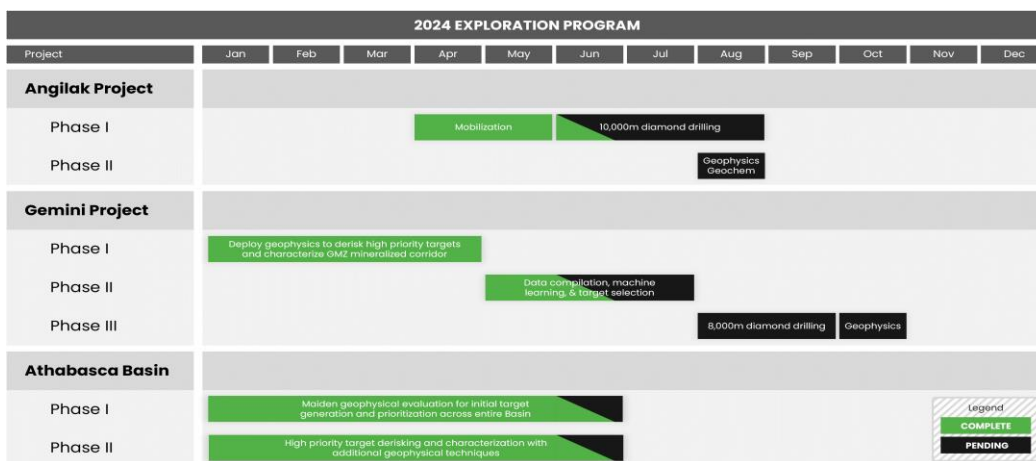 2024 EXPLORATION PROGRAM
Project Jan Feb Mar Apr May Jun Jul Aug Sep Oct Nov Dec
Angilak Project
Phase I Mobilization 10,000m diamond drilling
Phase II Geophysics
Geochem
Gemini Project
Phase I Deploy geophysics to derisk high priority targets
and characterize GMZ mineralized corridor
Phase II Data compilation, machine
learning, & target selection
Phase III 8,000m diamond drilling Geophysics
Athabasca Basin
Phase I Maiden geophysical evaluation for initial target
generation and prioritization across entire Basin
Phase II High priority target derisking and characterization with
additional geophysical techniques
Legend
COMPLETE
PENDING